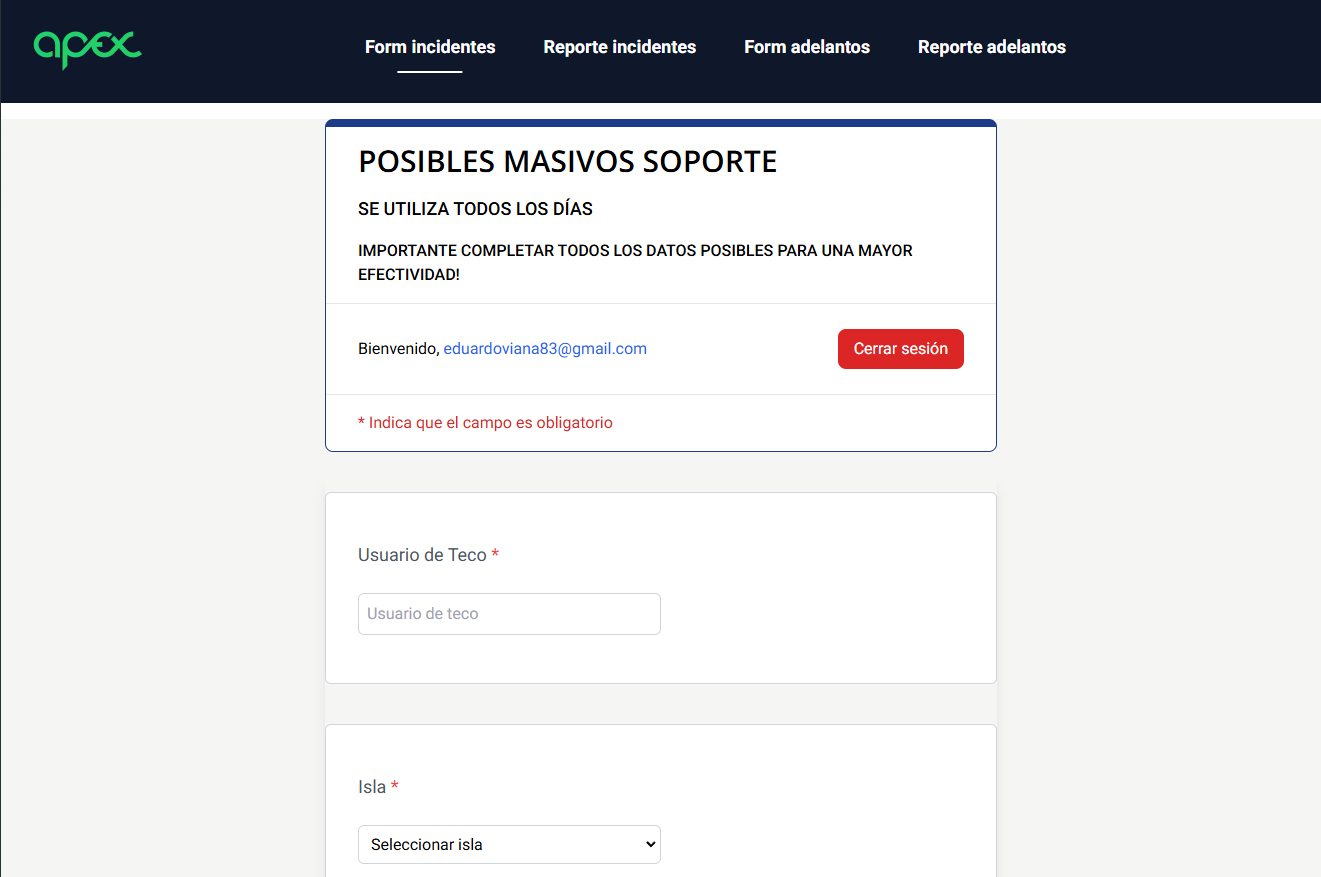 apex
Form incidentes
Reporte incidentes
Form adelantos
Reporte adelantos
POSIBLES MASIVOS SOPORTE
SE UTILIZA TODOS LOS DÍAS
IMPORTANTE COMPLETAR TODOS LOS DATOS POSIBLES PARA UNA MAYOR
EFECTIVIDAD!
Bienvenido, eduardoviana83@gmail.com
Cerrar sesión
* Indica que el campo es obligatorio
Usuario de Teco *
Usuario de teco
Isla *
Seleccionar isla